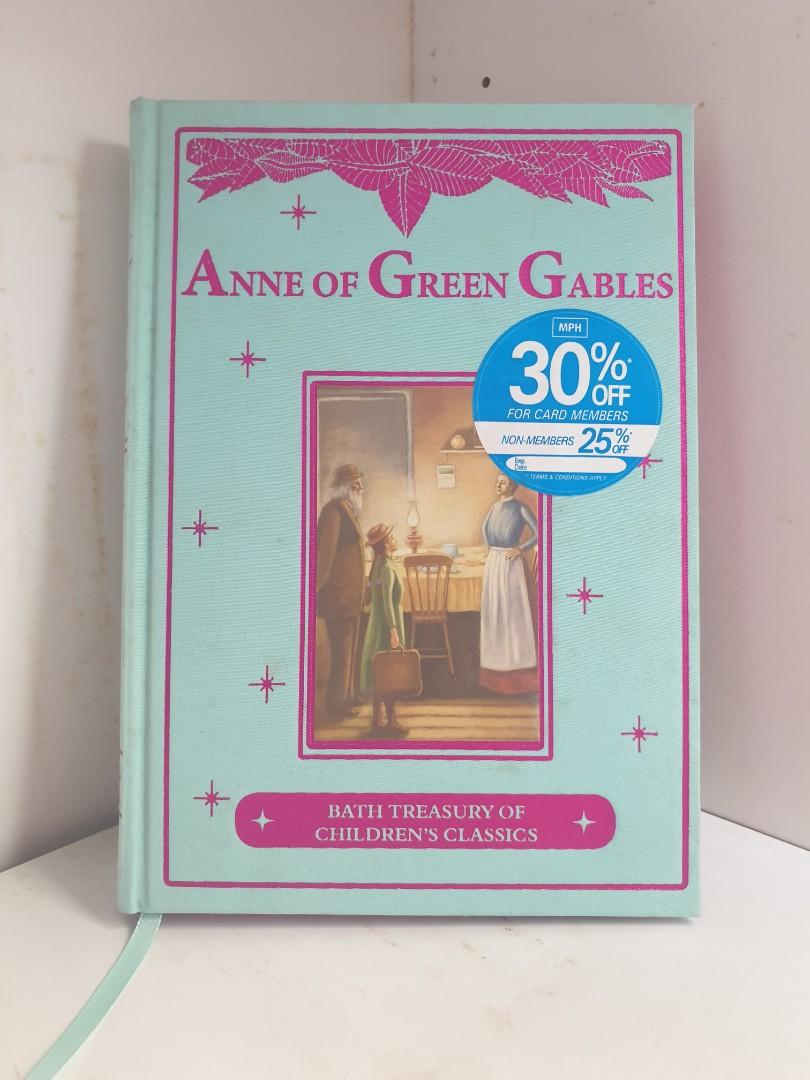 ANNE OF GREEN GABLES
MPH
30%*
OFF
FOR CARD MEMBERS
NON-MEMBERS 25%*
OFF
Exp.
Date
TERMS & CONDITIONS APPLY
BATH TREASURY OF
CHILDREN'S CLASSICS